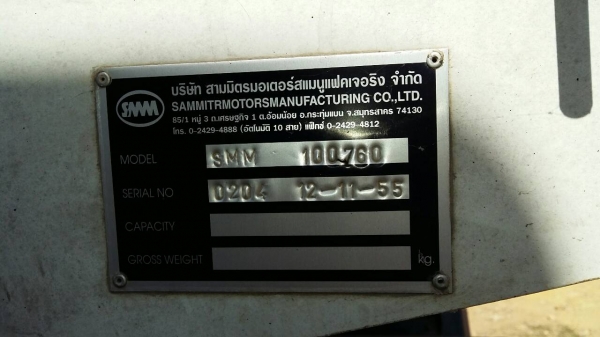 SMM
บริษัท สามมิตรมอเตอร์สแมนูแฟคเจอริง จำกัด
SAMMITRMOTORSMANUFACTURING CO.,LTD.
85/1 หมู่ 3 ถ.เศรษฐกิจ 1 ต.อ้อมน้อย อ.กระทุ่มแบน จ.สมุทรสาคร 74130
โทร. 0-2429-4888 (อัตโนมัติ 10 สาย) แฟ็กซ์ 0-2429-4812
MODEL SMM 100760
SERIAL NO 0204 12-11-55
CAPACITY
GROSS WEIGHT kg.